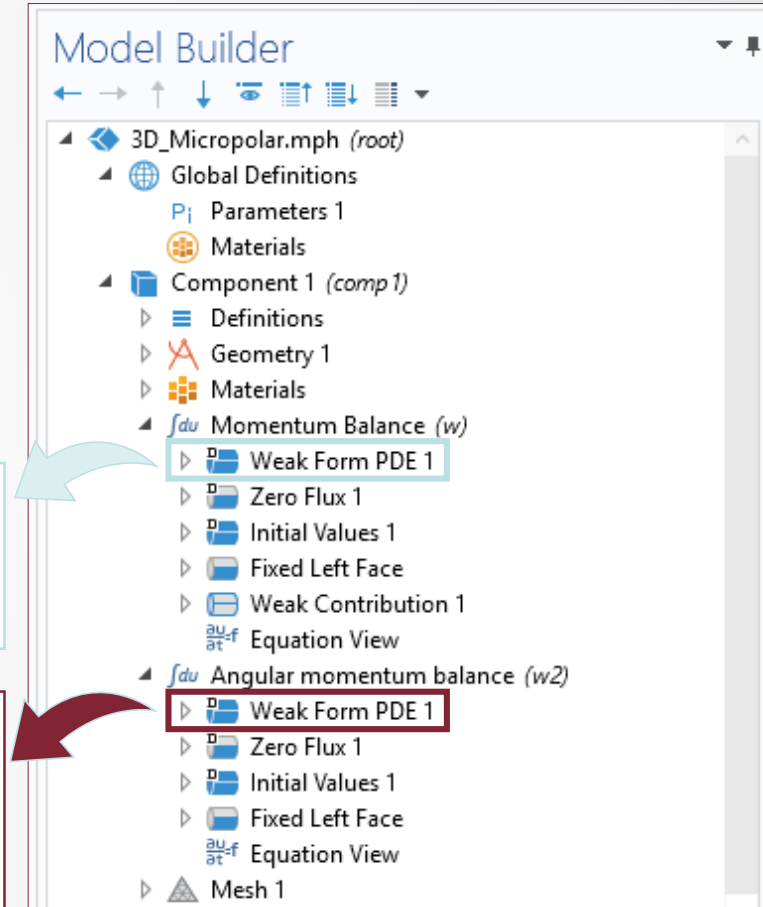 Model Builder
3D_Micropolar.mph (root)
Global Definitions
Pi Parameters 1
Materials
Component 1 (comp1)
Definitions
Geometry 1
Materials
∫du Momentum Balance (w)
D Weak Form PDE 1
D Zero Flux 1
D Initial Values 1
Fixed Left Face
Weak Contribution 1
∂u/∂t=f Equation View
∫du Angular momentum balance (w2)
D Weak Form PDE 1
D Zero Flux 1
D Initial Values 1
Fixed Left Face
∂u/∂t=f Equation View
Mesh 1